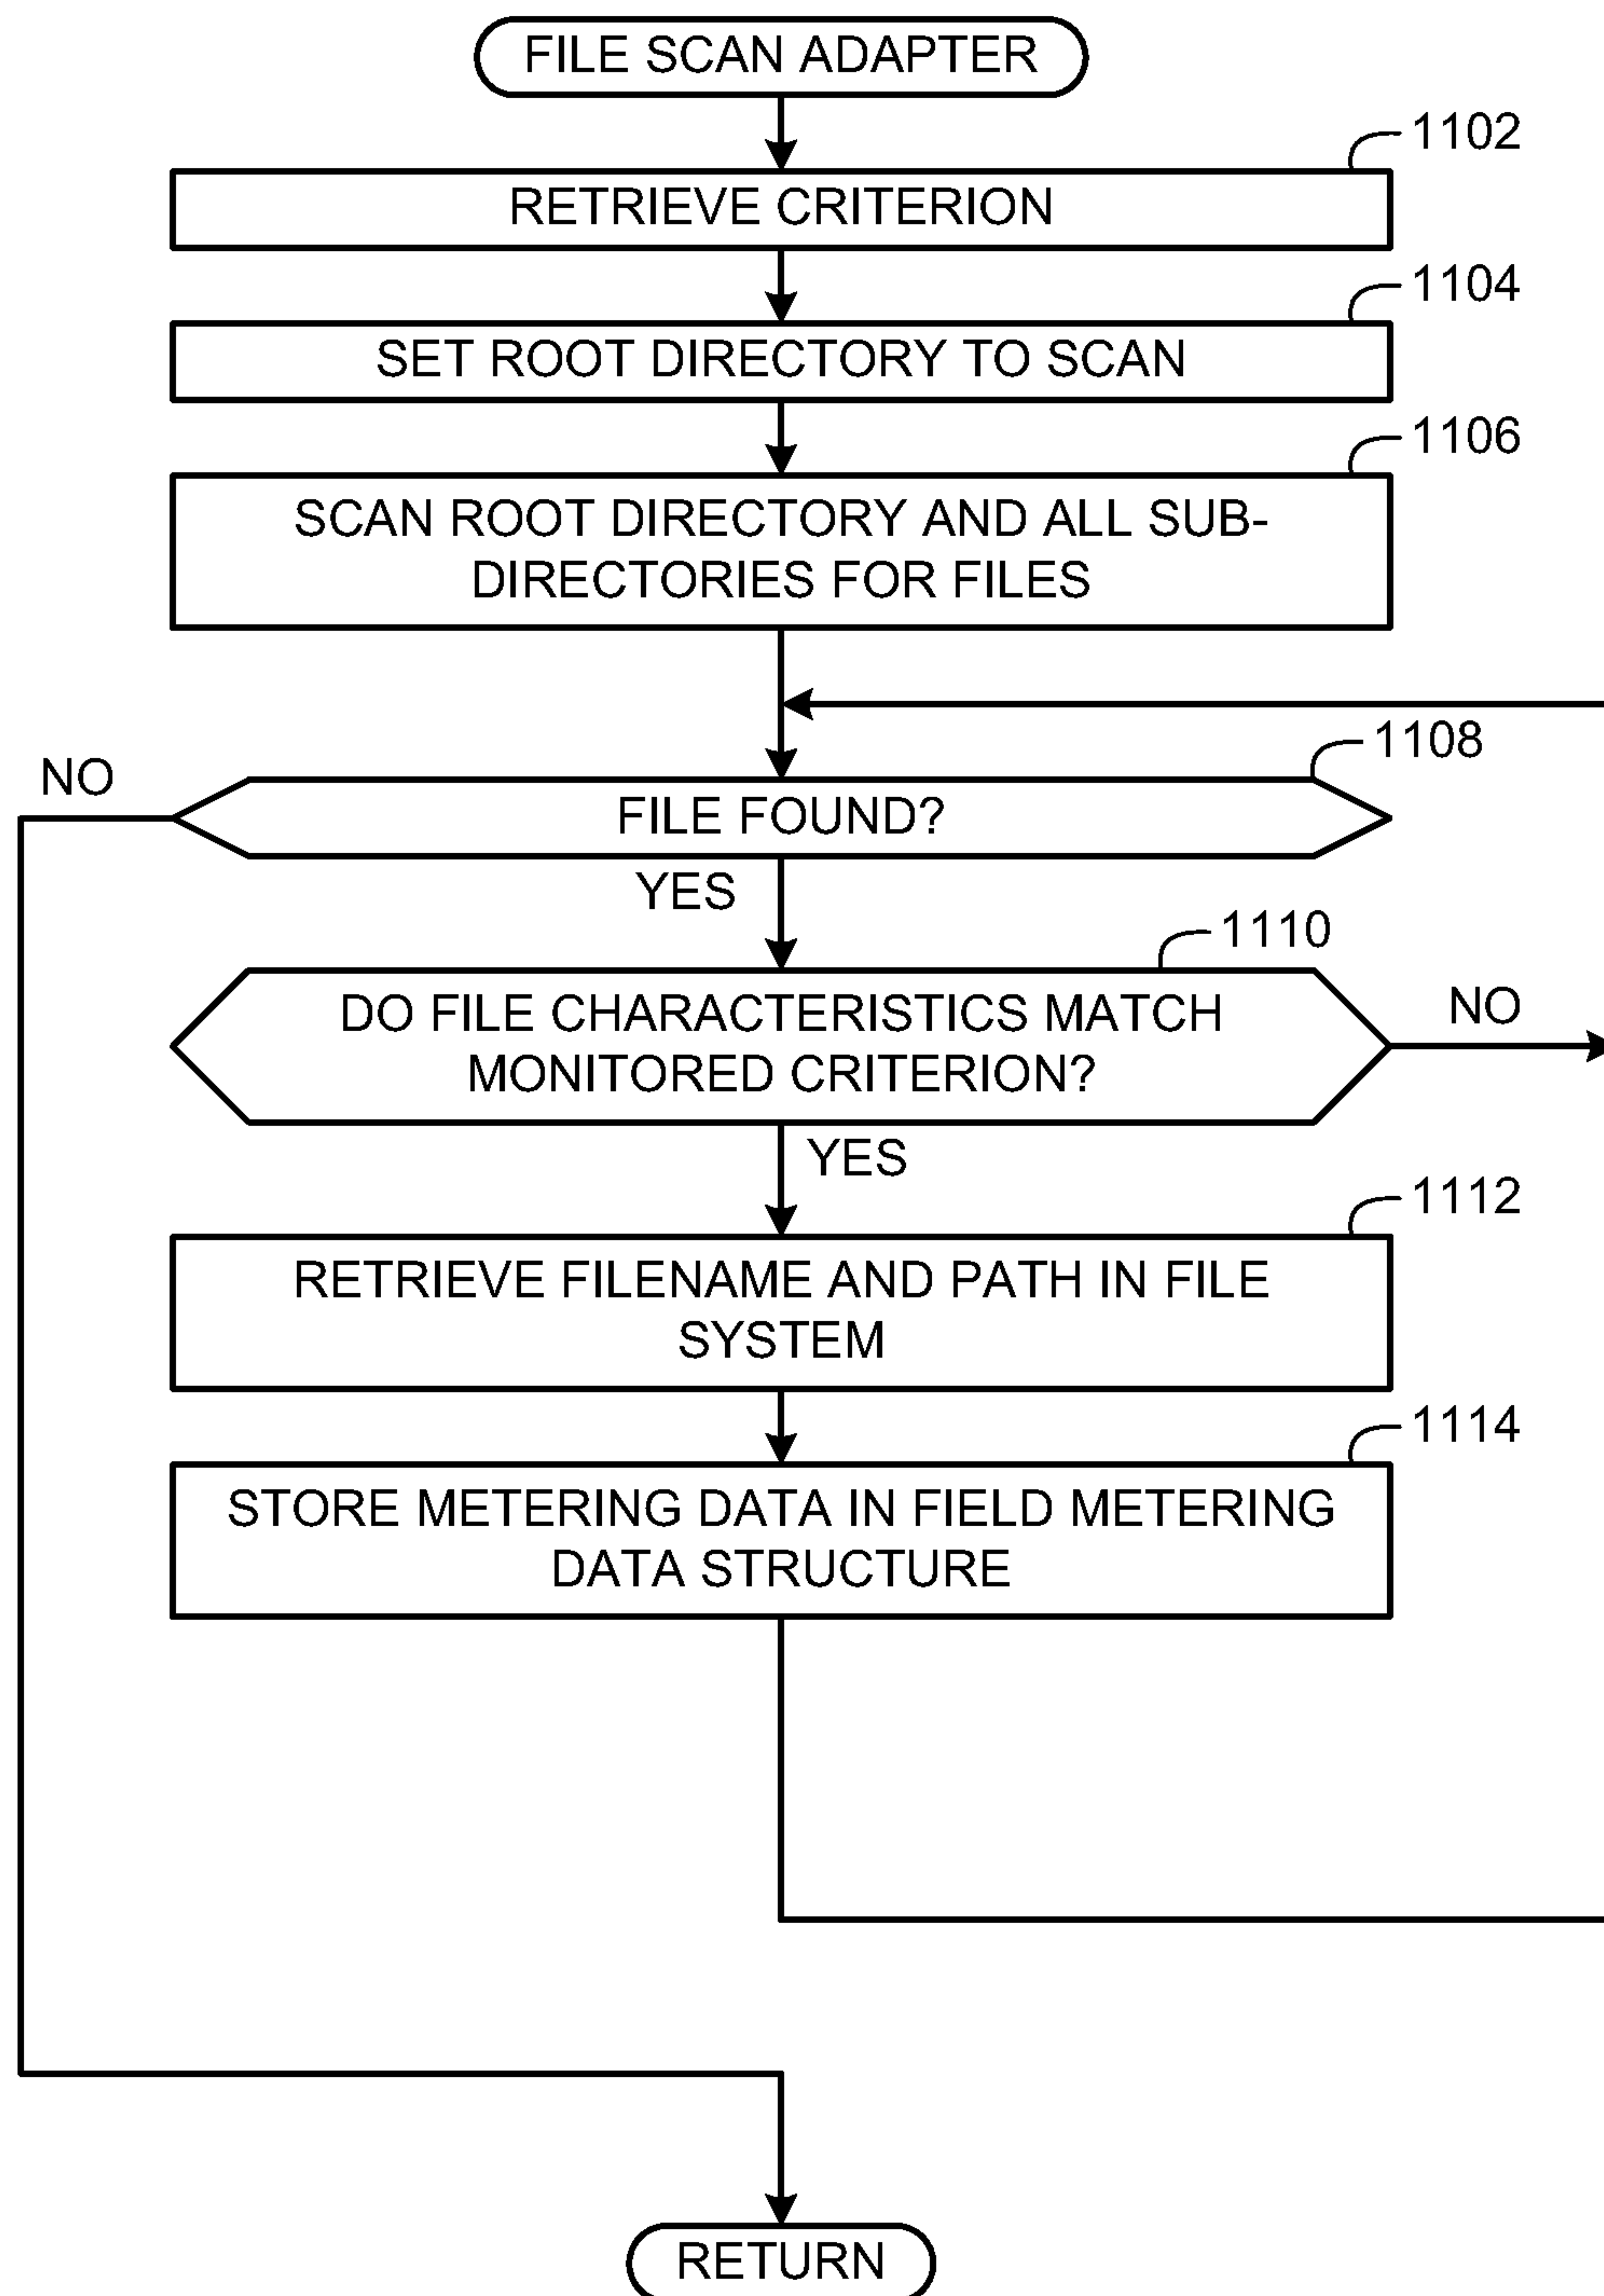 FILE SCAN ADAPTER
1102
RETRIEVE CRITERION
1104
SET ROOT DIRECTORY TO SCAN
1106
SCAN ROOT DIRECTORY AND ALL SUB-
DIRECTORIES FOR FILES
1108
NO
FILE FOUND?
YES
1110
DO FILE CHARACTERISTICS MATCH
MONITORED CRITERION?
NO
YES
1112
RETRIEVE FILENAME AND PATH IN FILE
SYSTEM
1114
STORE METERING DATA IN FIELD METERING
DATA STRUCTURE
RETURN